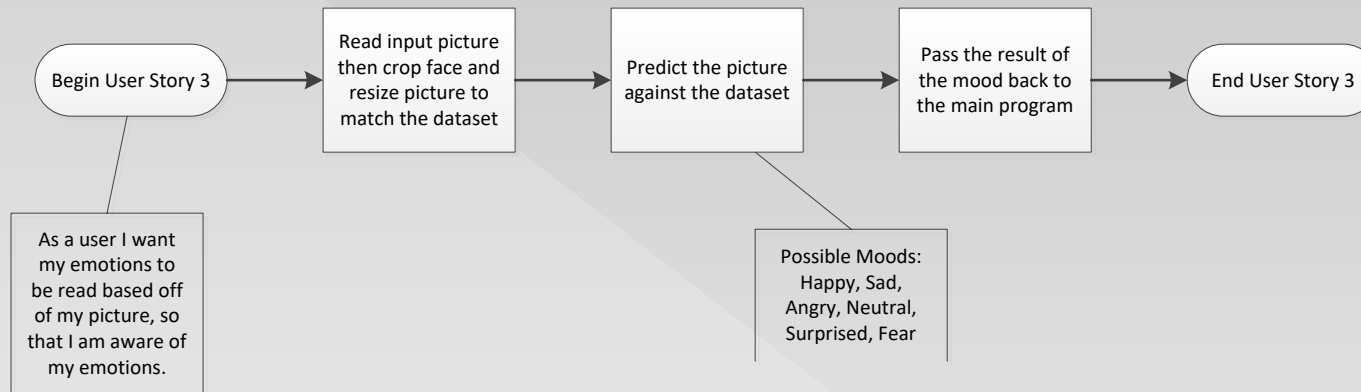 Begin User Story 3
Read input picture
then crop face and
resize picture to
match the dataset
Predict the picture
against the dataset
Pass the result of
the mood back to
the main program
End User Story 3
As a user I want
my emotions to
be read based off
of my picture, so
that I am aware of
my emotions.
Possible Moods:
Happy, Sad,
Angry, Neutral,
Surprised, Fear